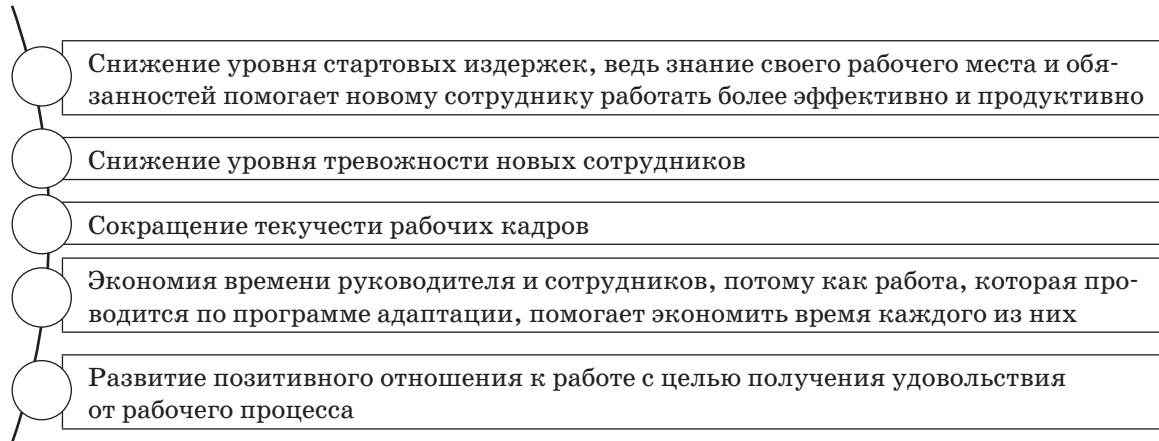 Снижение уровня стартовых издержек, ведь знание своего рабочего места и обя-
занностей помогает новому сотруднику работать более эффективно и продуктивно
Снижение уровня тревожности новых сотрудников
Сокращение текучести рабочих кадров
Экономия времени руководителя и сотрудников, потому как работа, которая про-
водится по программе адаптации, помогает экономить время каждого из них
Развитие позитивного отношения к работе с целью получения удовольствия
от рабочего процесса